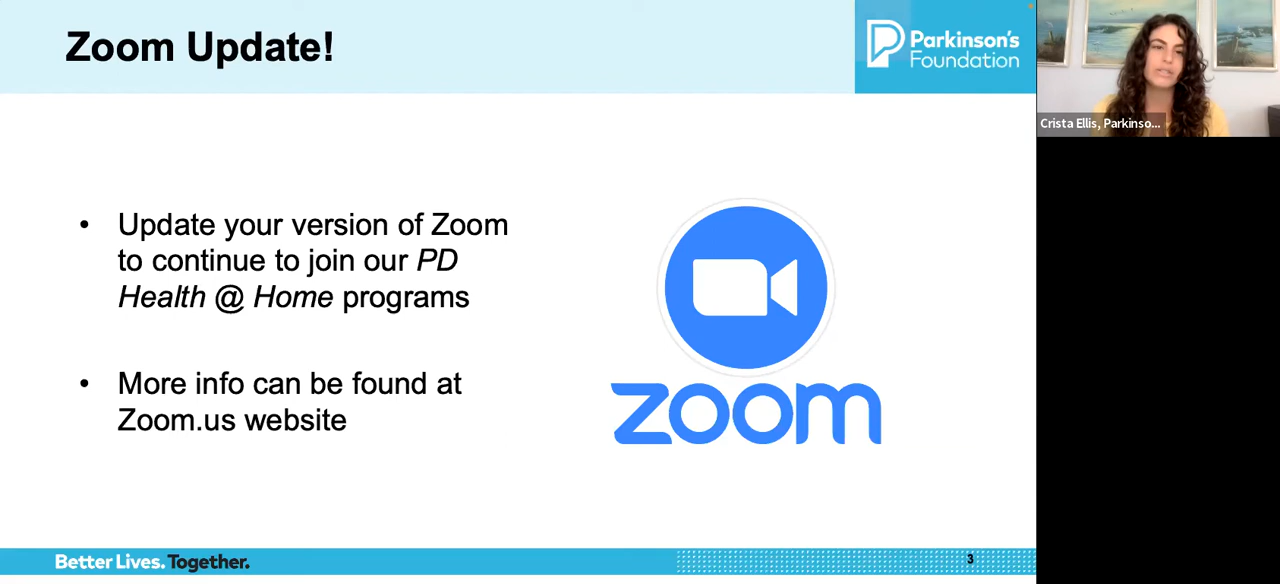 Zoom Update!
Parkinson's
Foundation
Crista Ellis, Parkinso...
• Update your version of Zoom
to continue to join our PD
Health @ Home programs
• More info can be found at
Zoom.us website
zoom
Better Lives. Together.
3